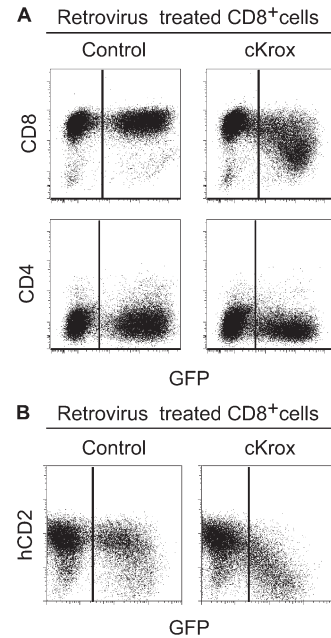 A
Retrovirus treated CD8+cells
Control cKrox
CD8
CD4
GFP
B
Retrovirus treated CD8+cells
Control cKrox
hCD2
GFP